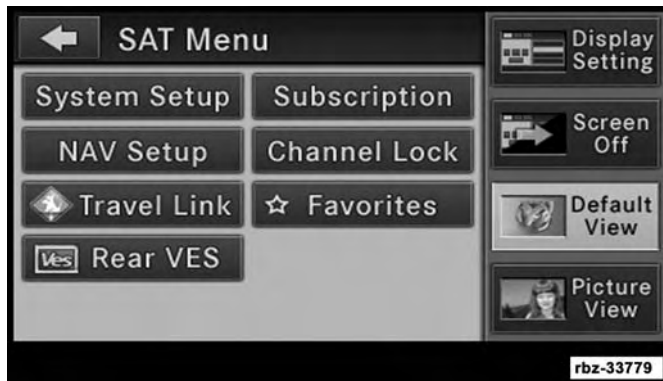 SAT Menu
System Setup
Subscription
NAV Setup
Channel Lock
Travel Link
Favorites
Ves Rear VES
Display
Setting
Screen
Off
Default
View
Picture
View
rbz-33779